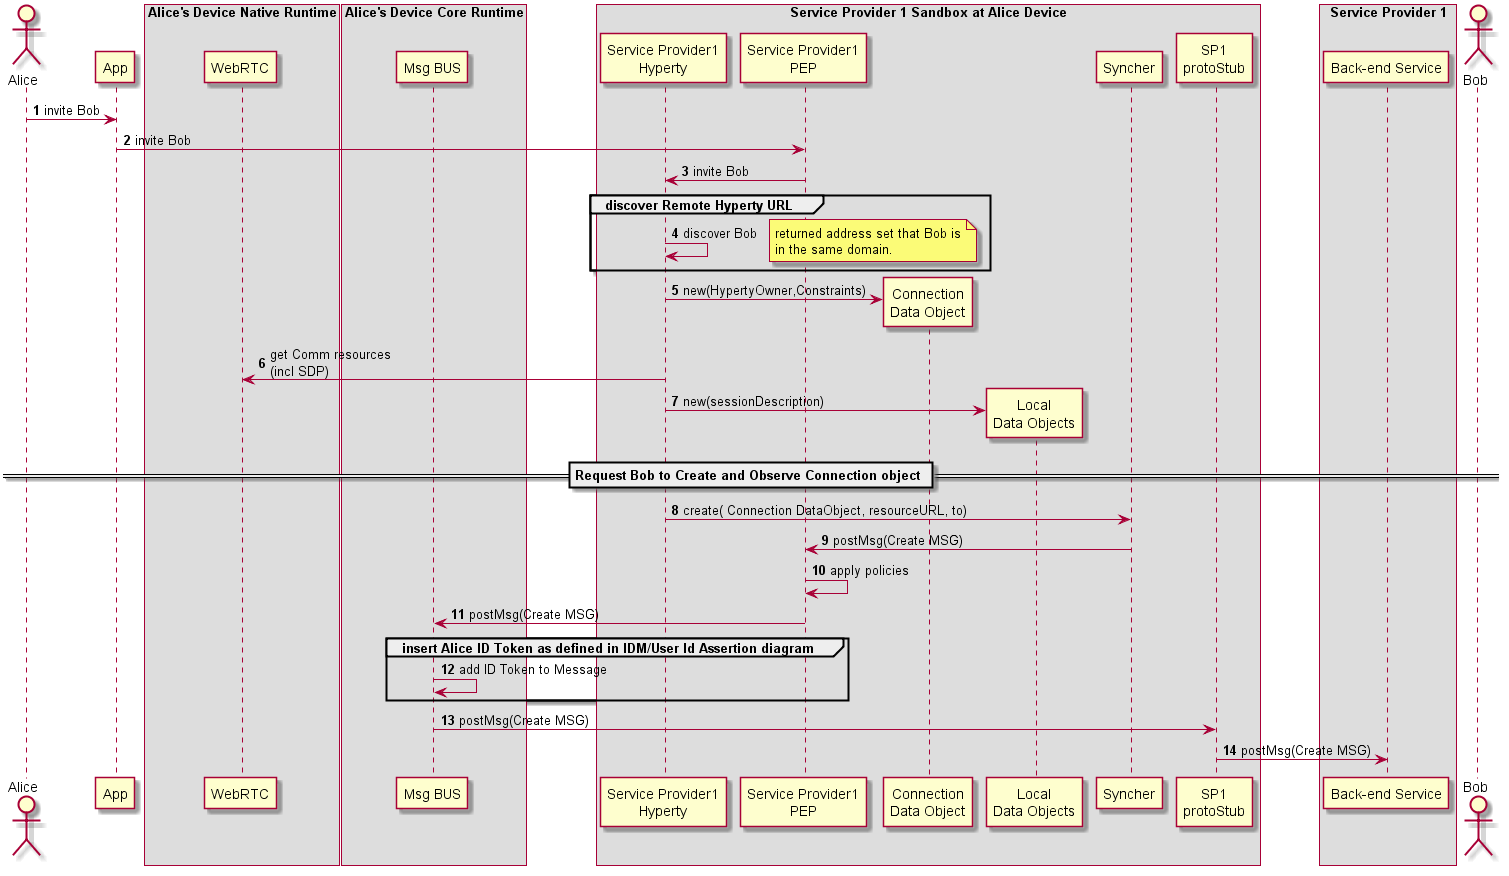 Alice's Device Native Runtime
Alice's Device Core Runtime
Service Provider 1 Sandbox at Alice Device
Service Provider 1
Alice
App
WebRTC
Msg BUS
Service Provider1
Hyperty
Service Provider1
PEP
Syncher
SP1
protoStub
Back-end Service
Bob
1 invite Bob
2 invite Bob
3 invite Bob
discover Remote Hyperty URL
4 discover Bob
returned address set that Bob is
in the same domain.
5 new(HypertyOwner,Constraints)
Connection
Data Object
6 get Comm resources
(incl SDP)
7 new(sessionDescription)
Local
Data Objects
Request Bob to Create and Observe Connection object
8 create( Connection DataObject, resourceURL, to)
9 postMsg(Create MSG)
10 apply policies
11 postMsg(Create MSG)
insert Alice ID Token as defined in IDM/User Id Assertion diagram
12 add ID Token to Message
13 postMsg(Create MSG)
14 postMsg(Create MSG)
Alice
App
WebRTC
Msg BUS
Service Provider1
Hyperty
Service Provider1
PEP
Connection
Data Object
Local
Data Objects
Syncher
SP1
protoStub
Back-end Service
Bob